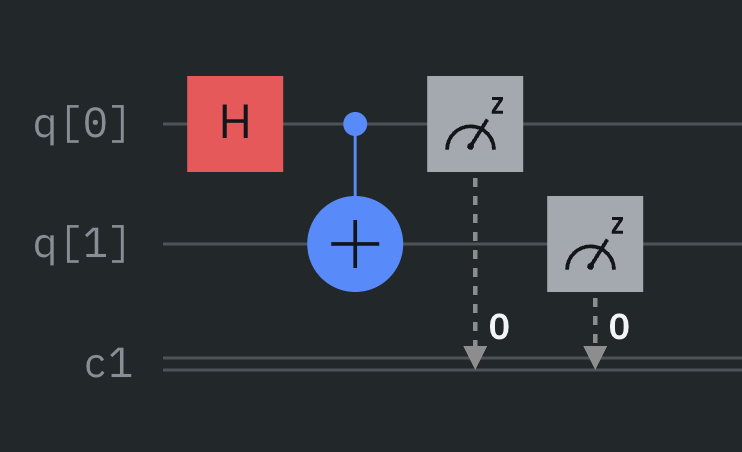 q[0] H z
q[1] + z
c1 0 0